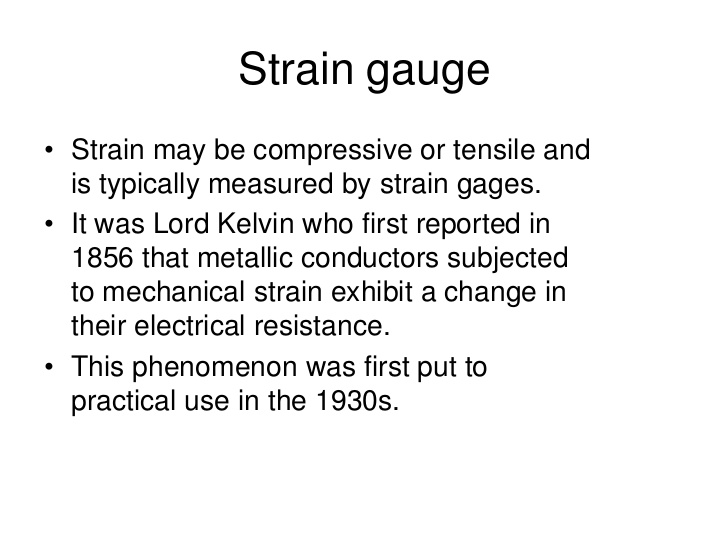 Strain gauge
• Strain may be compressive or tensile and
is typically measured by strain gages.
• It was Lord Kelvin who first reported in
1856 that metallic conductors subjected
to mechanical strain exhibit a change in
their electrical resistance.
• This phenomenon was first put to
practical use in the 1930s.